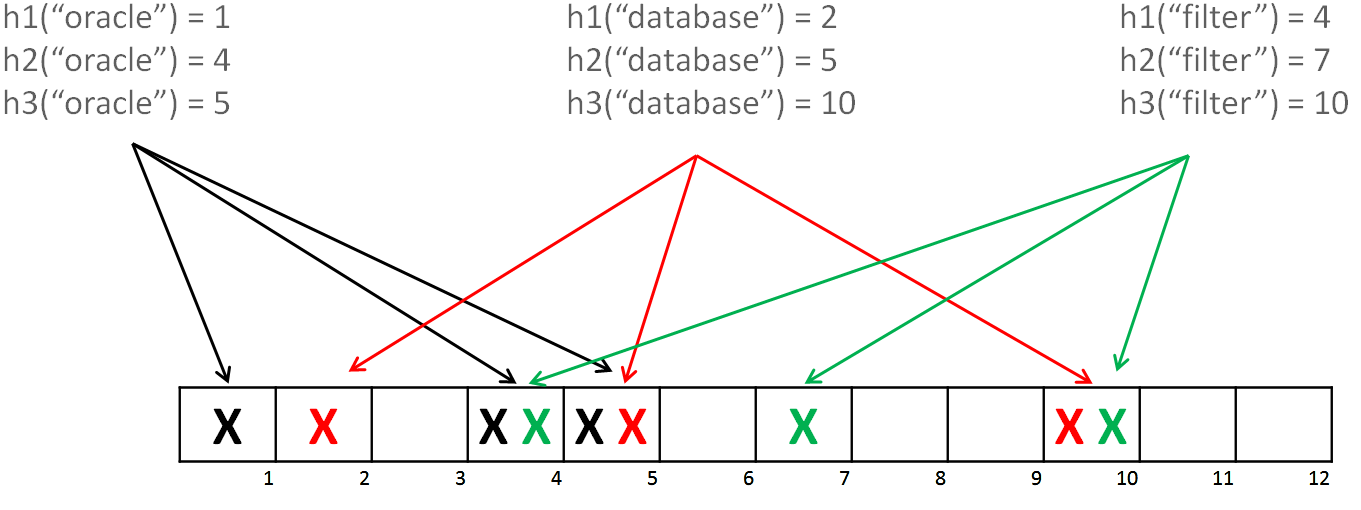 h1(“oracle”) = 1
h2(“oracle”) = 4
h3(“oracle”) = 5
h1(“database”) = 2
h2(“database”) = 5
h3(“database”) = 10
h1(“filter”) = 4
h2(“filter”) = 7
h3(“filter”) = 10
X X X X X X X X X
1 2 3 4 5 6 7 8 9 10 11 12